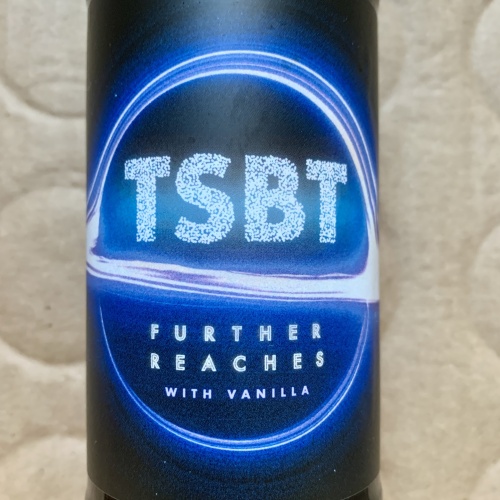 TSBT
FURTHER
REACHES
WITH VANILLA